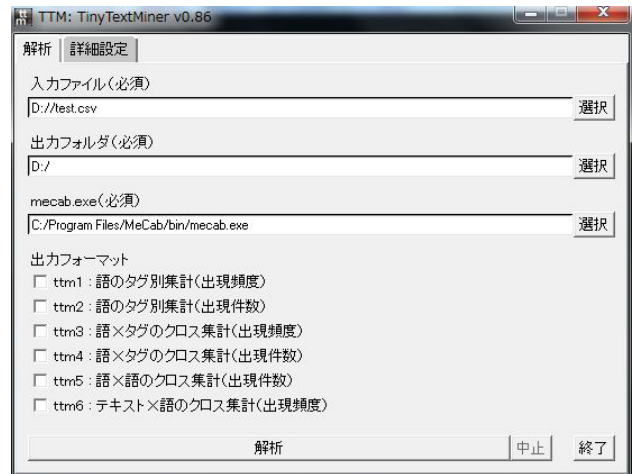 TTM: TinyTextMiner v0.86
解析 詳細設定
入力ファイル(必須)
D://test.csv 選択
出力フォルダ(必須)
D:/ 選択
mecab.exe(必須)
C:/Program Files/MeCab/bin/mecab.exe 選択
出力フォーマット
ttm1 : 語のタグ別集計(出現頻度)
ttm2 : 語のタグ別集計(出現件数)
ttm3 : 語×タグのクロス集計(出現頻度)
ttm4 : 語×タグのクロス集計(出現件数)
ttm5 : 語×語のクロス集計(出現件数)
ttm6 : テキスト×語のクロス集計(出現頻度)
解析 中止 終了